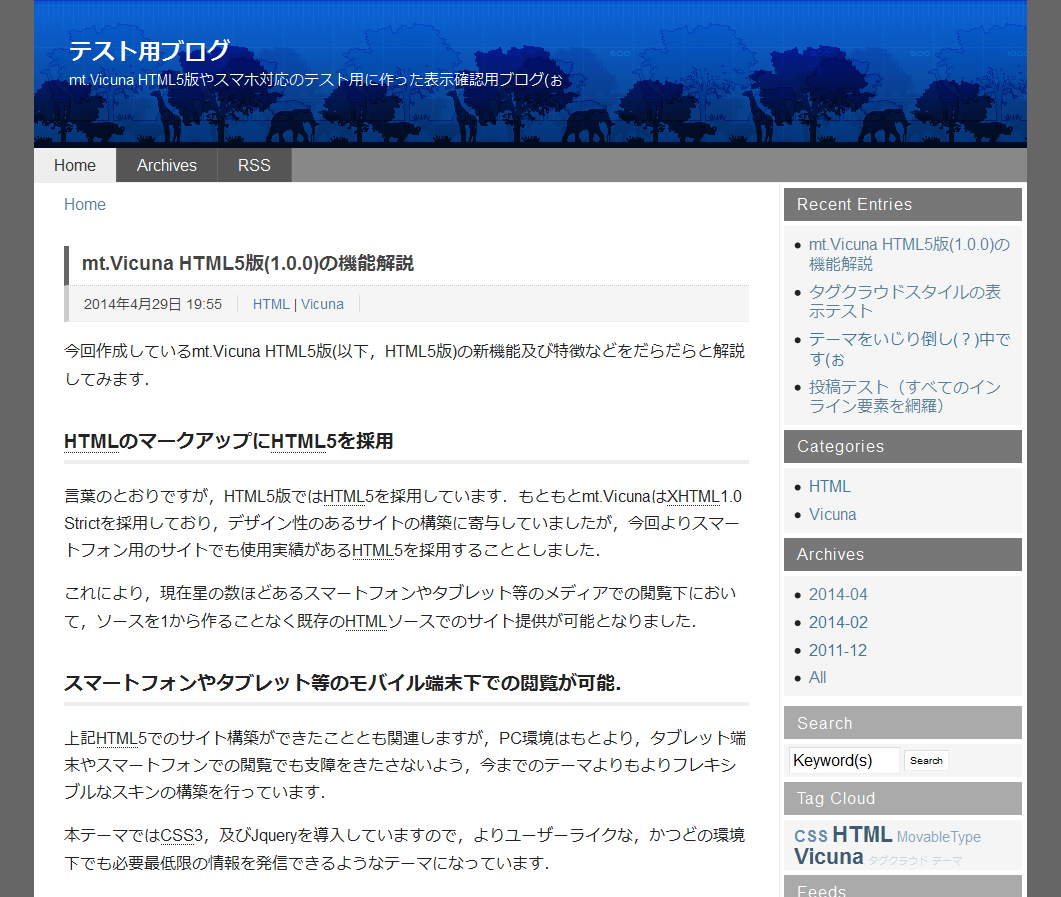 テスト用ブログ
mt.Vicuna HTML5版やスマホ対応のテスト用に作った表示確認用ブログ(ぉ
Home
Archives
RSS
Home
mt.Vicuna HTML5版(1.0.0)の機能解説
2014年4月29日 19:55
HTML | Vicuna
今回作成しているmt.Vicuna HTML5版(以下，HTML5版)の新機能及び特徴などをだらだらと解説
してみます．
HTMLのマークアップにHTML5を採用
言葉のとおりですが，HTML5版ではHTML5を採用しています．もともとmt.VicunaはXHTML1.0
Strictを採用しており，デザイン性のあるサイトの構築に寄与していましたが，今回よりスマー
トフォン用のサイトでも使用実績があるHTML5を採用することとしました．
これにより，現在星の数ほどあるスマートフォンやタブレット等のメディアでの閲覧下におい
て，ソースを1から作ることなく既存のHTMLソースでのサイト提供が可能となりました．
スマートフォンやタブレット等のモバイル端末下での閲覧が可能．
上記HTML5でのサイト構築ができたこととも関連しますが，PC環境はもとより，タブレット端
末やスマートフォンでの閲覧でも支障をきたさないよう，今までのテーマよりもよりフレキシ
ブルなスキンの構築を行っています．
本テーマではCSS3，及びJqueryを導入していますので，よりユーザーライクな，かつどの環境
下でも必要最低限の情報を発信できるようなテーマになっています．
Recent Entries
mt.Vicuna HTML5版(1.0.0)の
機能解説
タグクラウドスタイルの表
示テスト
テーマをいじり倒し(？)中で
す(ぉ
投稿テスト（すべてのイン
ライン要素を網羅）
Categories
HTML
Vicuna
Archives
2014-04
2014-02
2011-12
All
Search
Keyword(s)
Search
Tag Cloud
CSS HTML MovableType
Vicuna タグクラウド テーマ
Feeds